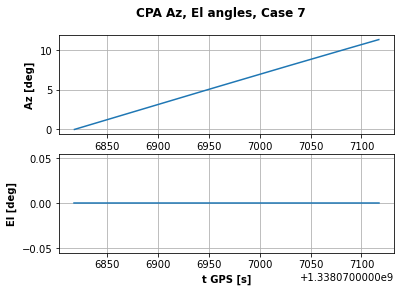 CPA Az, El angles, Case 7
Az [deg]
10
5
0
6850 6900 6950 7000 7050 7100
El [deg]
0.05
0.00
−0.05
6850 6900 6950 7000 7050 7100
t GPS [s]
+1.3380700000e9